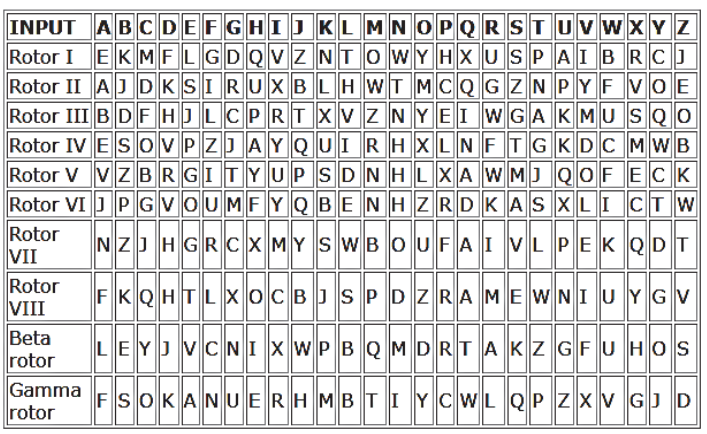 INPUT A B C D E F G H I J K L M N O P Q R S T U V W X Y Z
Rotor I E K M F L G D Q V Z N T O W Y H X U S P A I B R C J
Rotor II A J D K S I R U X B L H W T M C Q G Z N P Y F V O E
Rotor III B D F H J L C P R T X V Z N Y E I W G A K M U S Q O
Rotor IV E S O V P Z J A Y Q U I R H X L N F T G K D C M W B
Rotor V V Z B R G I T Y U P S D N H L X A W M J Q O F E C K
Rotor VI J P G V O U M F Y Q B E N H Z R D K A S X L I C T W
Rotor
VII N Z J H G R C X M Y S W B O U F A I V L P E K Q D T
Rotor
VIII F K Q H T L X O C B J S P D Z R A M E W N I U Y G V
Beta
rotor L E Y J V C N I X W P B Q M D R T A K Z G F U H O S
Gamma
rotor F S O K A N U E R H M B T I Y C W L Q P Z X V G J D